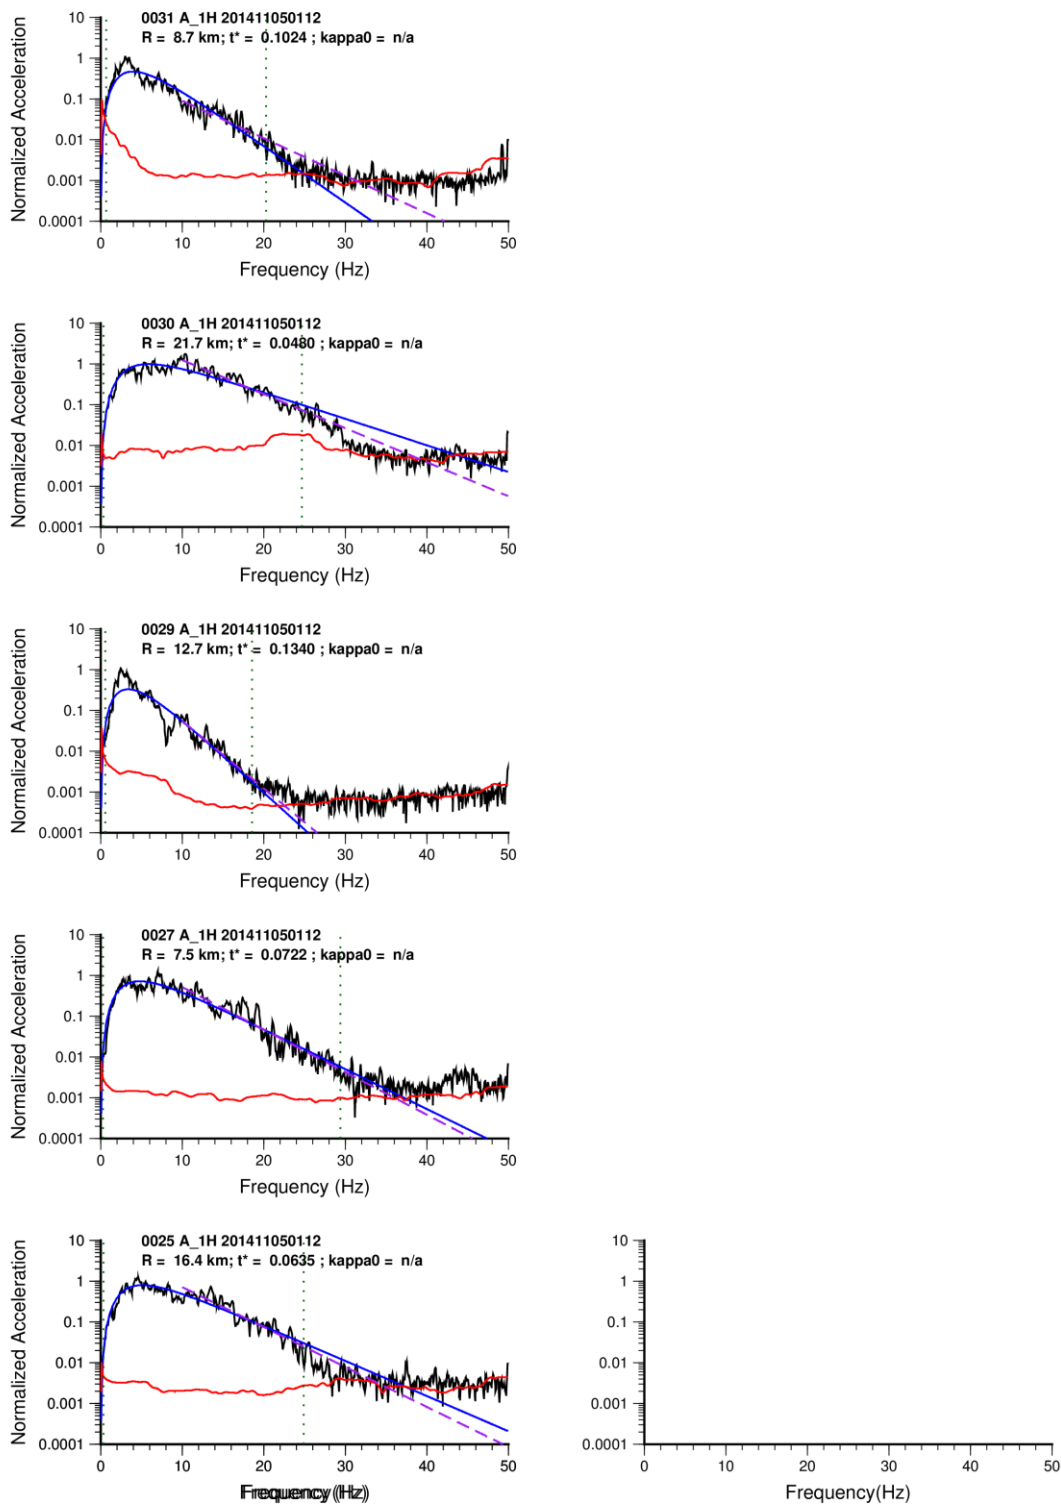 0031 A_1H 201411050112
R = 8.7 km; t* = 0.1024 ; kappa0 = n/a
Normalized Acceleration
10
1
0.1
0.01
0.001
0.0001
0 10 20 30 40 50
Frequency (Hz)
0030 A_1H 201411050112
R = 21.7 km; t* = 0.0480 ; kappa0 = n/a
Normalized Acceleration
10
1
0.1
0.01
0.001
0.0001
0 10 20 30 40 50
Frequency (Hz)
0029 A_1H 201411050112
R = 12.7 km; t* = 0.1340 ; kappa0 = n/a
Normalized Acceleration
10
1
0.1
0.01
0.001
0.0001
0 10 20 30 40 50
Frequency (Hz)
0027 A_1H 201411050112
R = 7.5 km; t* = 0.0722 ; kappa0 = n/a
Normalized Acceleration
10
1
0.1
0.01
0.001
0.0001
0 10 20 30 40 50
Frequency (Hz)
0025 A_1H 201411050112
R = 16.4 km; t* = 0.0635 ; kappa0 = n/a
Normalized Acceleration
10
1
0.1
0.01
0.001
0.0001
0 10 20 30 40 50
Frequency (Hz)
10
1
0.1
0.01
0.001
0.0001
0 10 20 30 40 50
Frequency(Hz)